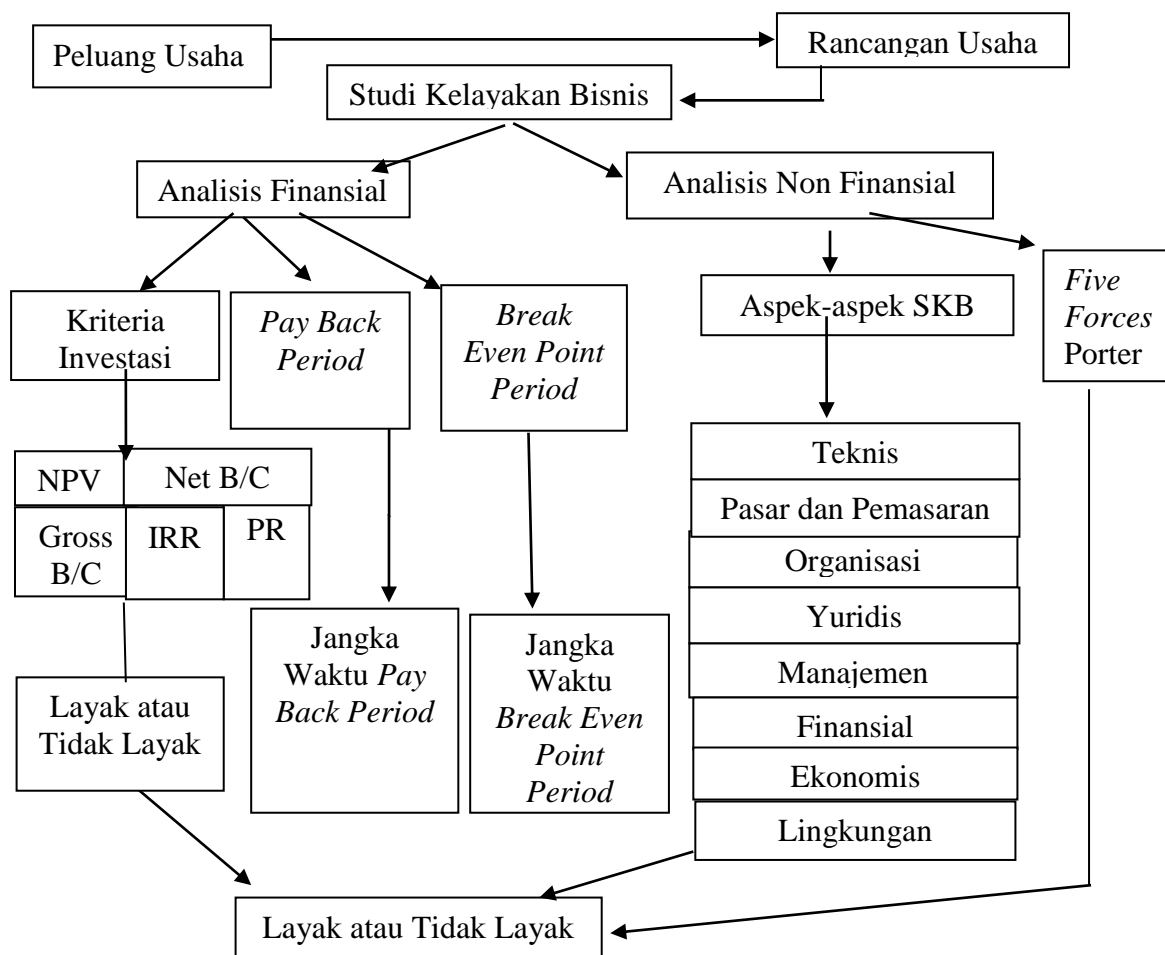 Peluang Usaha
Rancangan Usaha
Studi Kelayakan Bisnis
Analisis Finansial
Analisis Non Finansial
Kriteria
Investasi
Pay Back
Period
Break
Even Point
Period
Aspek-aspek SKB
Five
Forces
Porter
NPV
Net B/C
Gross
B/C
IRR
PR
Teknis
Pasar dan Pemasaran
Organisasi
Yuridis
Manajemen
Finansial
Ekonomis
Lingkungan
Layak atau
Tidak Layak
Jangka
Waktu Pay
Back Period
Jangka
Waktu
Break Even
Point
Period
Layak atau Tidak Layak